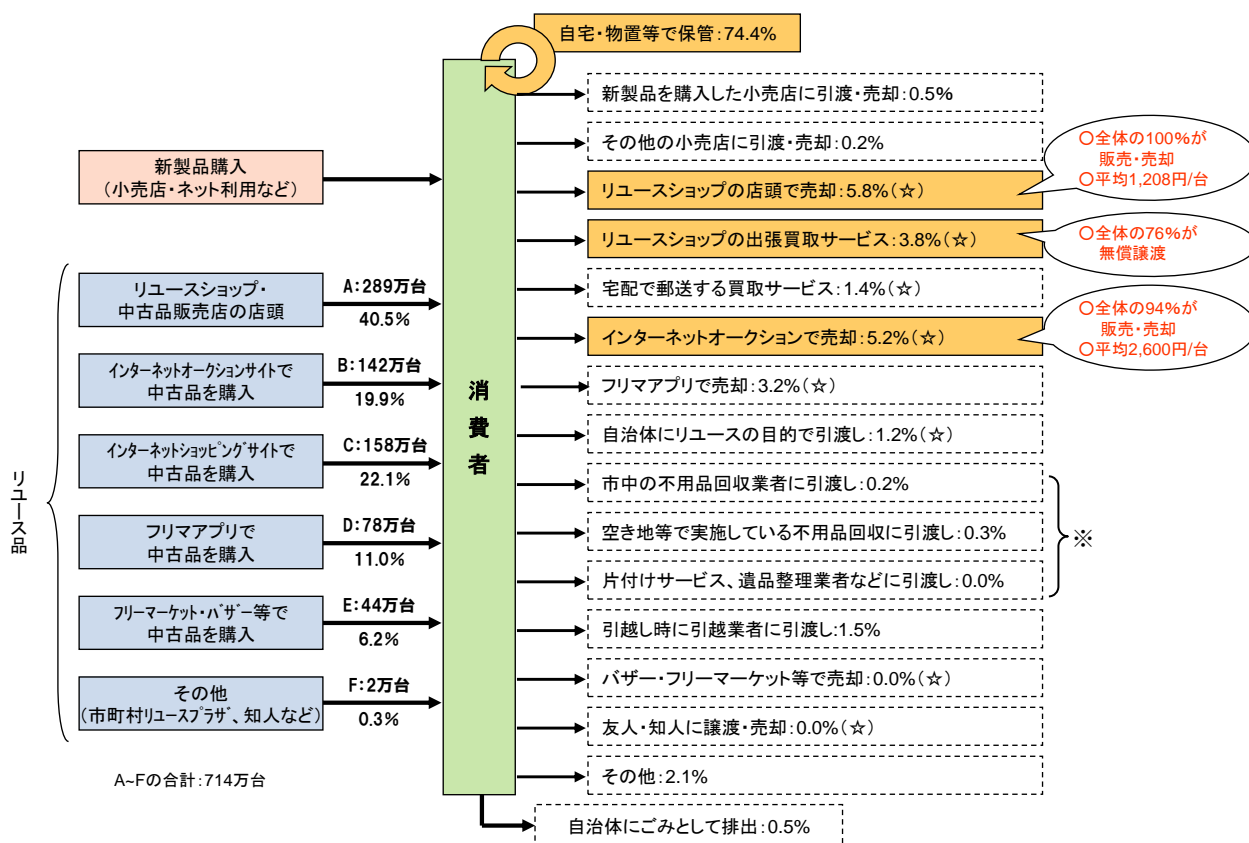 自宅・物置等で保管:74.4%
新製品を購入した小売店に引渡・売却:0.5%
その他の小売店に引渡・売却:0.2%
リユースショップの店頭で売却:5.8%(☆)
○全体の100%が
販売・売却
○平均1,208円/台
リユースショップの出張買取サービス:3.8%(☆)
○全体の76%が
無償譲渡
宅配で郵送する買取サービス:1.4%(☆)
インターネットオークションで売却:5.2%(☆)
○全体の94%が
販売・売却
○平均2,600円/台
フリマアプリで売却:3.2%(☆)
自治体にリユースの目的で引渡し:1.2%(☆)
市中の不用品回収業者に引渡し:0.2%
空き地等で実施している不用品回収に引渡し:0.3%
片付けサービス、遺品整理業者などに引渡し:0.0%
※
引越し時に引越業者に引渡し:1.5%
バザー・フリーマーケット等で売却:0.0%(☆)
友人・知人に譲渡・売却:0.0%(☆)
その他:2.1%
自治体にごみとして排出:0.5%
消費者
新製品購入
(小売店・ネット利用など)
リユース品
リユースショップ・
中古品販売店の店頭
A:289万台
40.5%
ｲﾝﾀｰﾈｯﾄｵｰｸｼｮﾝサイトで
中古品を購入
B:142万台
19.9%
ｲﾝﾀｰﾈｯﾄｼｮｯﾋﾟﾝｸﾞサイトで
中古品を購入
C:158万台
22.1%
フリマアプリで
中古品を購入
D:78万台
11.0%
ﾌﾘｰﾏｰｹｯﾄ・ﾊﾞｻﾞｰ等で
中古品を購入
E:44万台
6.2%
その他
(市町村ﾘﾕｰｽﾌﾟﾗｻﾞ、知人など)
F:2万台
0.3%
A~Fの合計:714万台